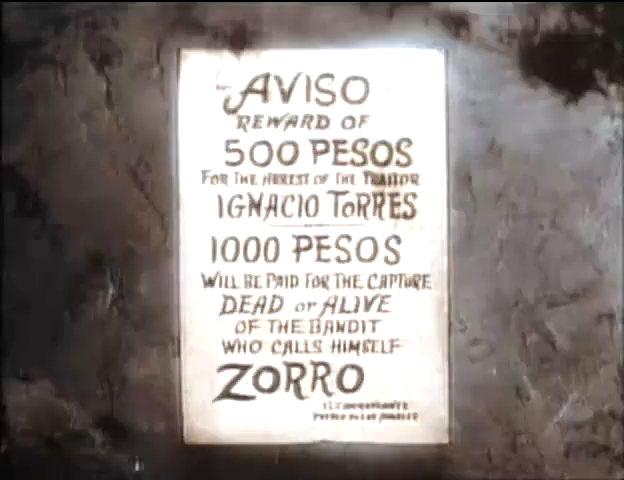 AVISO
REWARD OF
500 PESOS
FOR THE ARREST OF THE TRAITOR
IGNACIO TORRES
1000 PESOS
WILL BE PAID FOR THE CAPTURE
DEAD or ALIVE
OF THE BANDIT
WHO CALLS HIMSELF
ZORRO